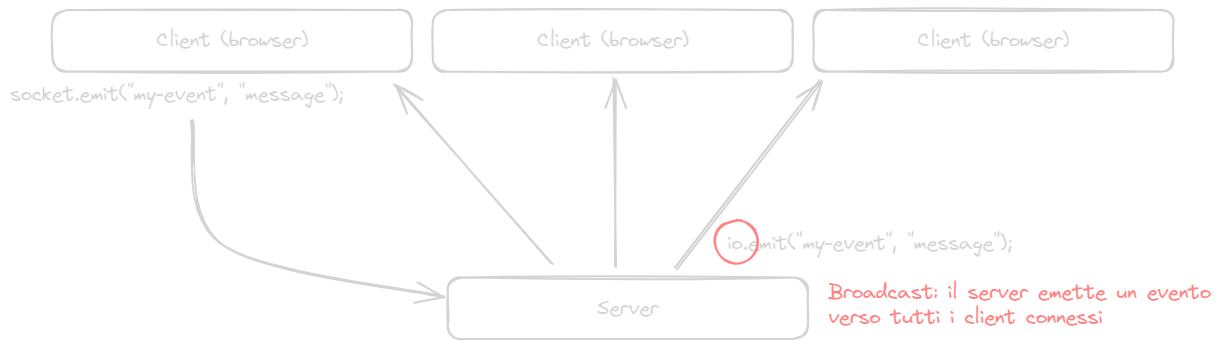 Client (browser)
Client (browser)
Client (browser)
socket.emit("my-event", "message");
io.emit("my-event", "message");
Server
Broadcast: il server emette un evento
verso tutti i client connessi